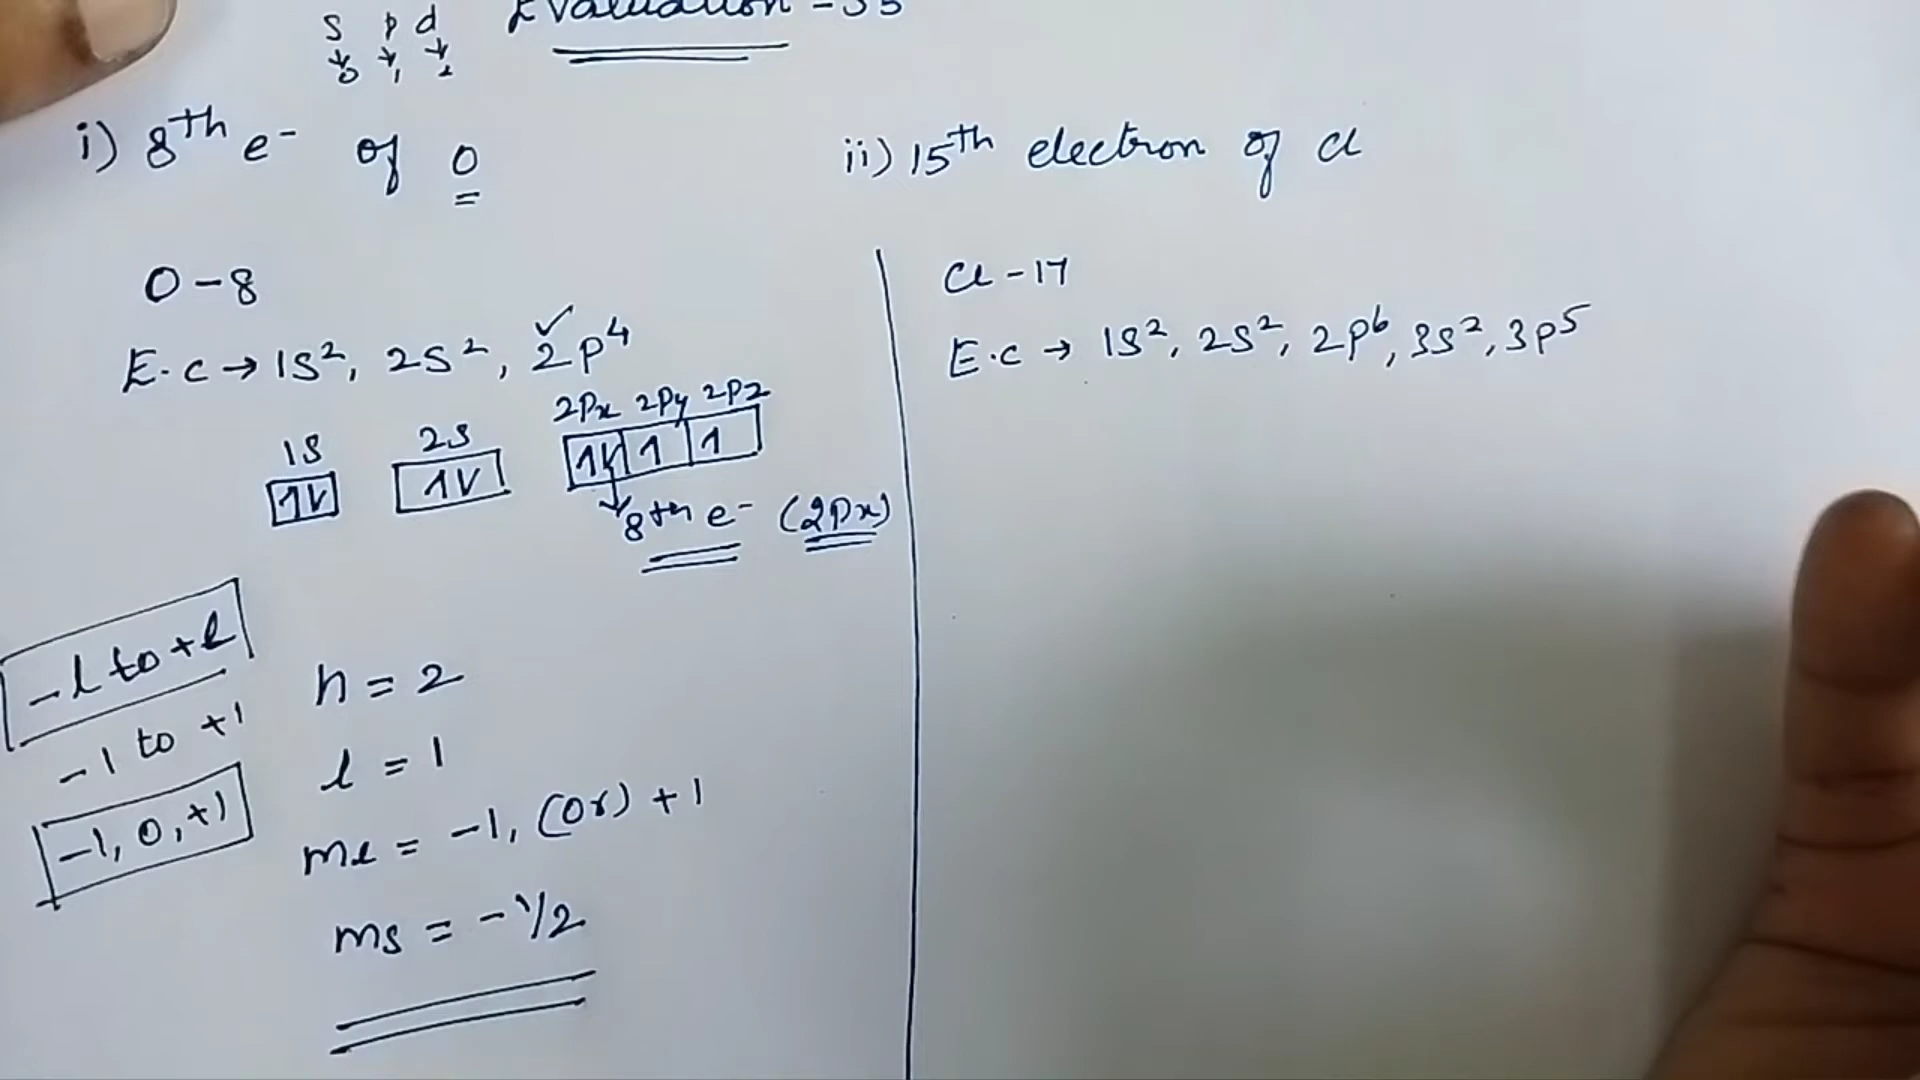 s p d
Evaluation - 35
0 1 2
i) 8th e- of O
O - 8
E.C → 1s², 2s², 2p⁴
2px 2py 2pz
1s 2s
8th e- (2px)
-l to +l
-1 to +1
-1, 0, +1
n = 2
l = 1
ml = -1, (or) +1
ms = -1/2
ii) 15th electron of Cl
Cl - 17
E.C → 1s², 2s², 2p⁶, 3s², 3p⁵